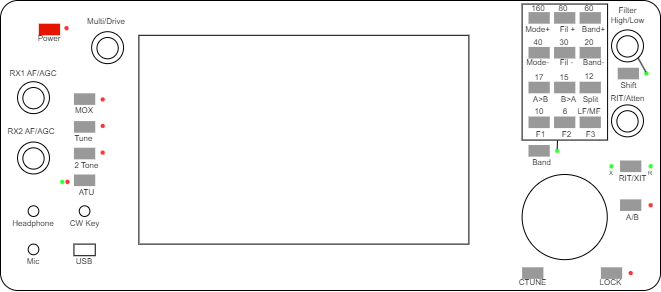 Multi/Drive
Power
RX1 AF/AGC
MOX
Tune
RX2 AF/AGC
2 Tone
ATU
Headphone
CW Key
Mic
USB
160 80 60
Mode+ Fil + Band+
40 30 20
Mode- Fil - Band-
17 15 12
A>B B>A Split
10 6 LF/MF
F1 F2 F3
Band
Filter
High/Low
Shift
RIT/Atten
X R
RIT/XIT
A/B
CTUNE
LOCK